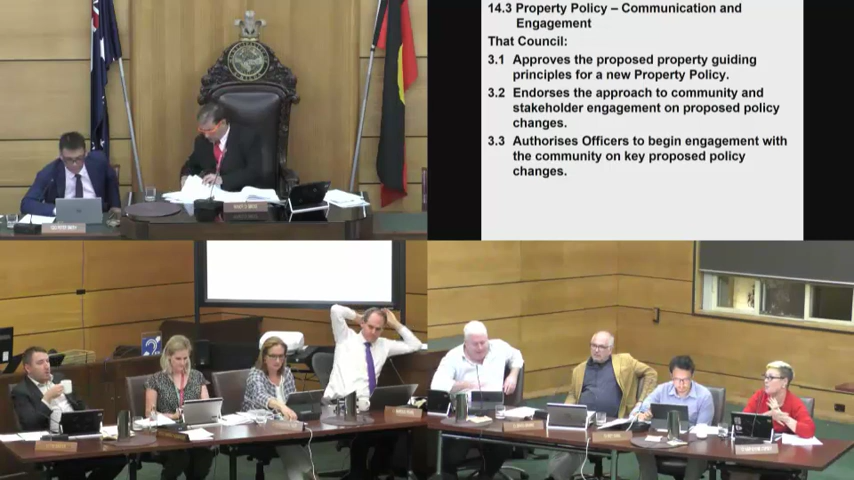 14.3 Property Policy – Communication and
Engagement
That Council:
3.1 Approves the proposed property guiding
principles for a new Property Policy.
3.2 Endorses the approach to community and
stakeholder engagement on proposed policy
changes.
3.3 Authorises Officers to begin engagement with
the community on key proposed policy
changes.